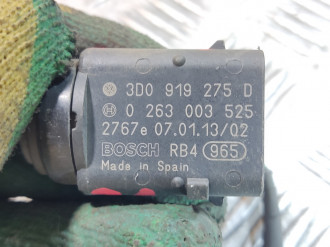 3D0 919 275 D
0 263 003 525
2767e 07.01.13/02
BOSCH RB4 965
Made in Spain